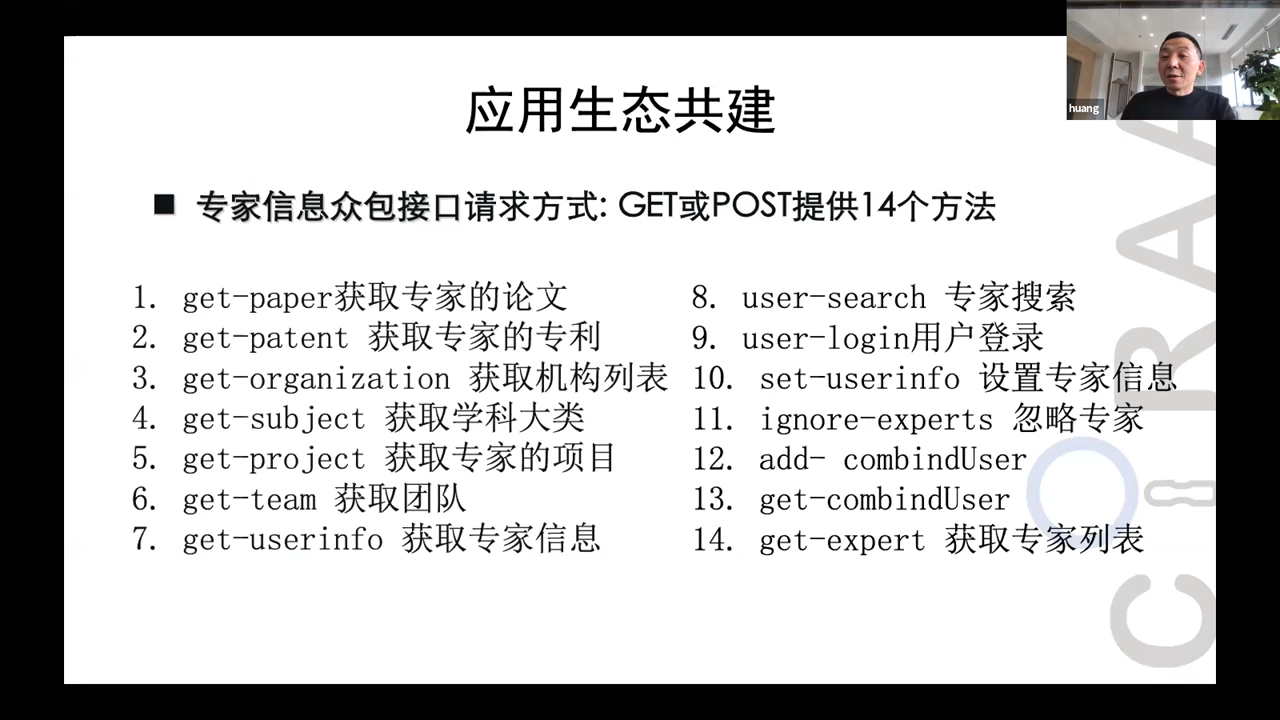 应用生态共建
■ 专家信息众包接口请求方式: GET或POST提供14个方法
1. get-paper获取专家的论文
2. get-patent 获取专家的专利
3. get-organization 获取机构列表
4. get-subject 获取学科大类
5. get-project 获取专家的项目
6. get-team 获取团队
7. get-userinfo 获取专家信息
8. user-search 专家搜索
9. user-login用户登录
10. set-userinfo 设置专家信息
11. ignore-experts 忽略专家
12. add- combindUser
13. get-combindUser
14. get-expert 获取专家列表
huang